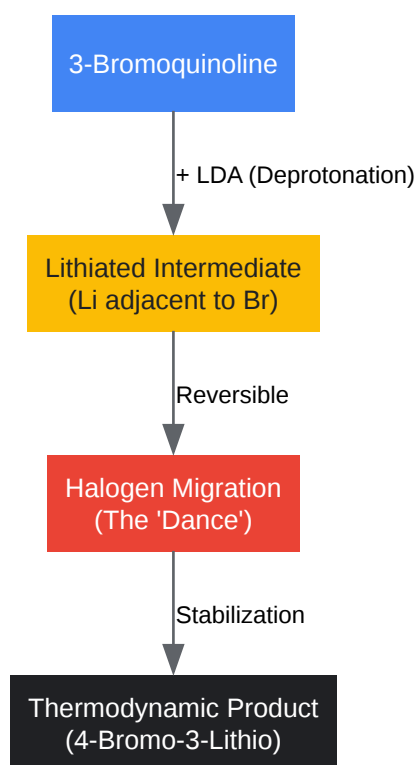 3-Bromoquinoline
+ LDA (Deprotonation)
Lithiated Intermediate
(Li adjacent to Br)
Reversible
Halogen Migration
(The 'Dance')
Stabilization
Thermodynamic Product
(4-Bromo-3-Lithio)